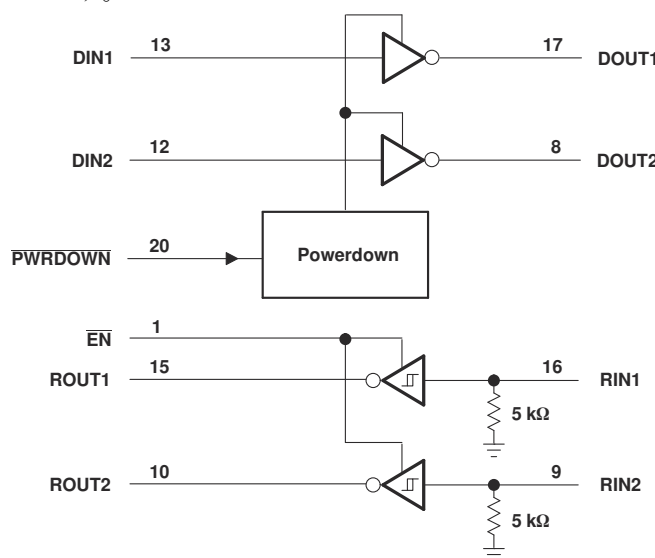 DIN1 13 17 DOUT1
DIN2 12 8 DOUT2
PWRDOWN 20 Powerdown
EN 1
ROUT1 15 16 RIN1
5 kΩ
ROUT2 10 9 RIN2
5 kΩ